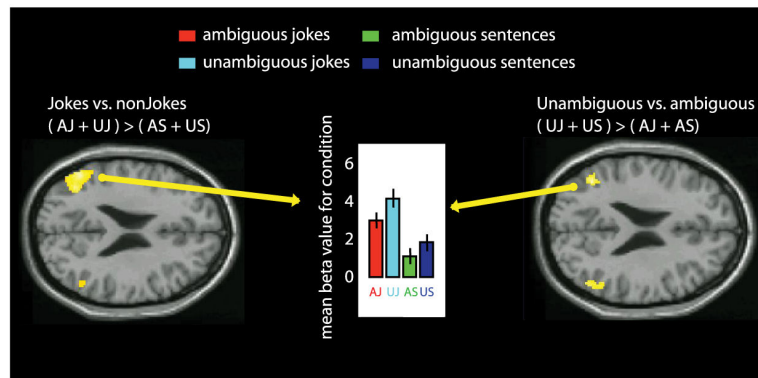 ambiguous jokes
ambiguous sentences
unambiguous jokes
unambiguous sentences
Jokes vs. nonJokes
( AJ + UJ ) > ( AS + US)
Unambiguous vs. ambiguous
( UJ + US ) > ( AJ + AS)
mean beta value for condition
6
4
2
0
AJ UJ AS US